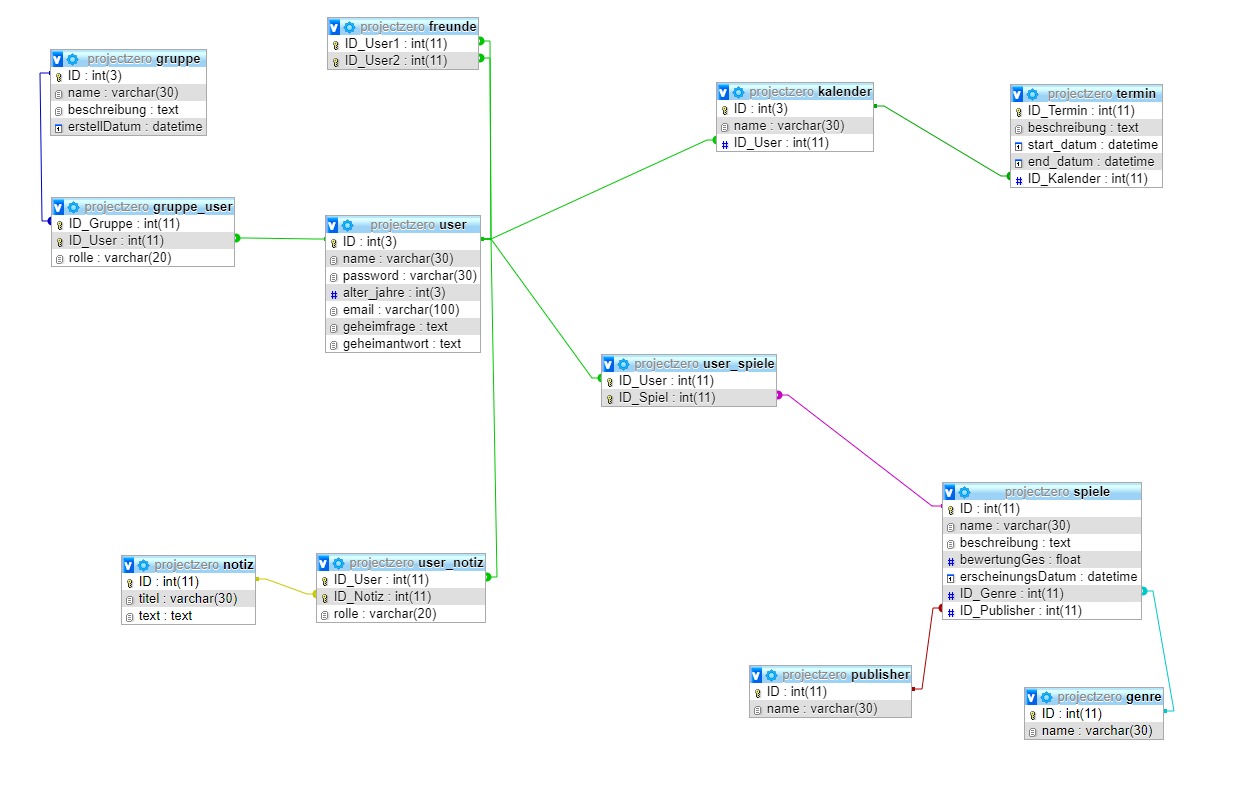 projectzero freunde
ID_User1 : int(11)
ID_User2 : int(11)
projectzero gruppe
ID : int(3)
name : varchar(30)
beschreibung : text
erstellDatum : datetime
projectzero kalender
ID : int(3)
name : varchar(30)
ID_User : int(11)
projectzero termin
ID_Termin : int(11)
beschreibung : text
start_datum : datetime
end_datum : datetime
ID_Kalender : int(11)
projectzero gruppe_user
ID_Gruppe : int(11)
ID_User : int(11)
rolle : varchar(20)
projectzero user
ID : int(3)
name : varchar(30)
password : varchar(30)
alter_jahre : int(3)
email : varchar(100)
geheimfrage : text
geheimantwort : text
projectzero user_spiele
ID_User : int(11)
ID_Spiel : int(11)
projectzero spiele
ID : int(11)
name : varchar(30)
beschreibung : text
bewertungGes : float
erscheinungsDatum : datetime
ID_Genre : int(11)
ID_Publisher : int(11)
projectzero notiz
ID : int(11)
titel : varchar(30)
text : text
projectzero user_notiz
ID_User : int(11)
ID_Notiz : int(11)
rolle : varchar(20)
projectzero publisher
ID : int(11)
name : varchar(30)
projectzero genre
ID : int(11)
name : varchar(30)